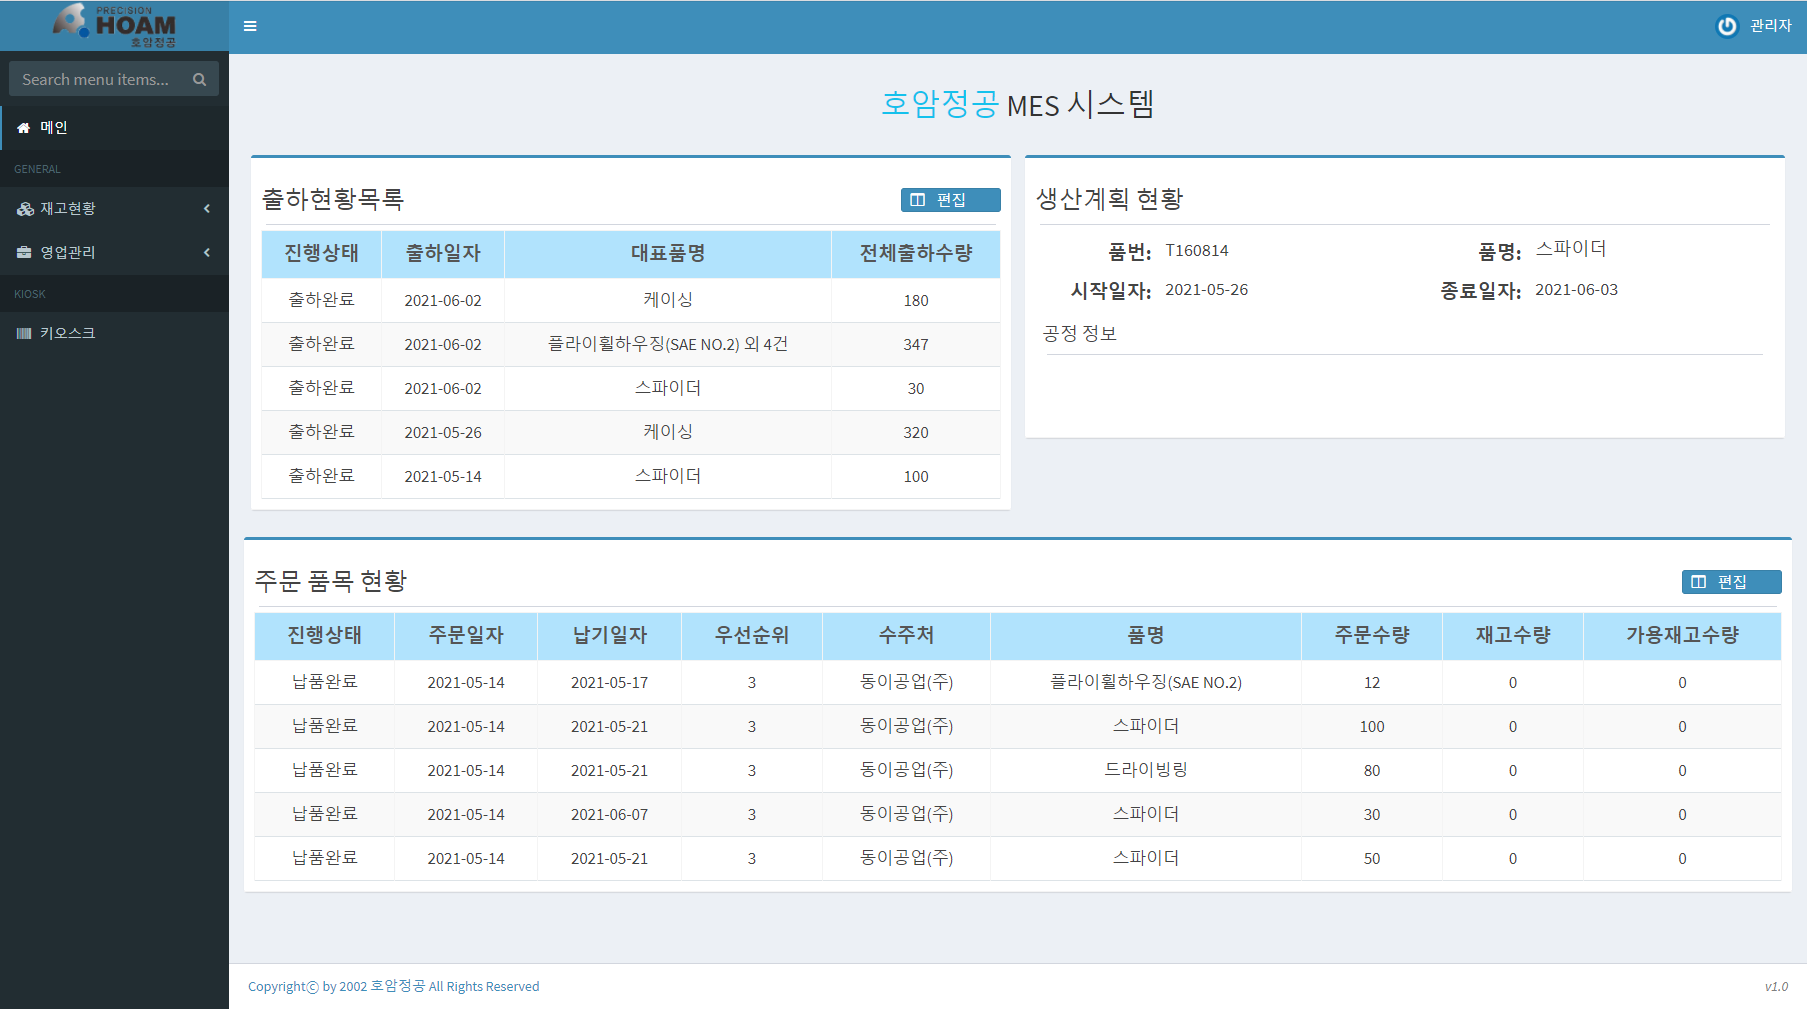 PRECISION
HOAM
호암정공
관리자
Search menu items...
메인
GENERAL
재고현황
영업관리
KIOSK
키오스크
호암정공 MES 시스템
출하현황목록
편집
진행상태 출하일자 대표품명 전체출하수량
출하완료 2021-06-02 케이싱 180
출하완료 2021-06-02 플라이휠하우징(SAE NO.2) 외 4건 347
출하완료 2021-06-02 스파이더 30
출하완료 2021-05-26 케이싱 320
출하완료 2021-05-14 스파이더 100
생산계획 현황
품번: T160814 품명: 스파이더
시작일자: 2021-05-26 종료일자: 2021-06-03
공정 정보
주문 품목 현황
편집
진행상태 주문일자 납기일자 우선순위 수주처 품명 주문수량 재고수량 가용재고수량
납품완료 2021-05-14 2021-05-17 3 동이공업(주) 플라이휠하우징(SAE NO.2) 12 0 0
납품완료 2021-05-14 2021-05-21 3 동이공업(주) 스파이더 100 0 0
납품완료 2021-05-14 2021-05-21 3 동이공업(주) 드라이빙링 80 0 0
납품완료 2021-05-14 2021-06-07 3 동이공업(주) 스파이더 30 0 0
납품완료 2021-05-14 2021-05-21 3 동이공업(주) 스파이더 50 0 0
Copyrightⓒ by 2002 호암정공 All Rights Reserved
v1.0